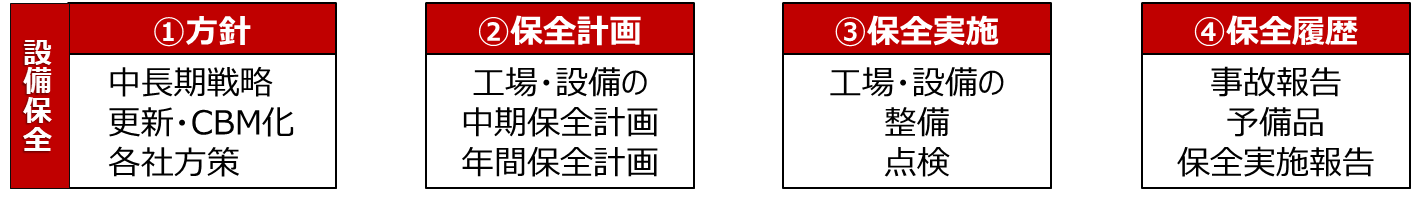 設備保全
①方針
中長期戦略
更新・CBM化
各社方策
②保全計画
工場・設備の
中期保全計画
年間保全計画
③保全実施
工場・設備の
整備
点検
④保全履歴
事故報告
予備品
保全実施報告